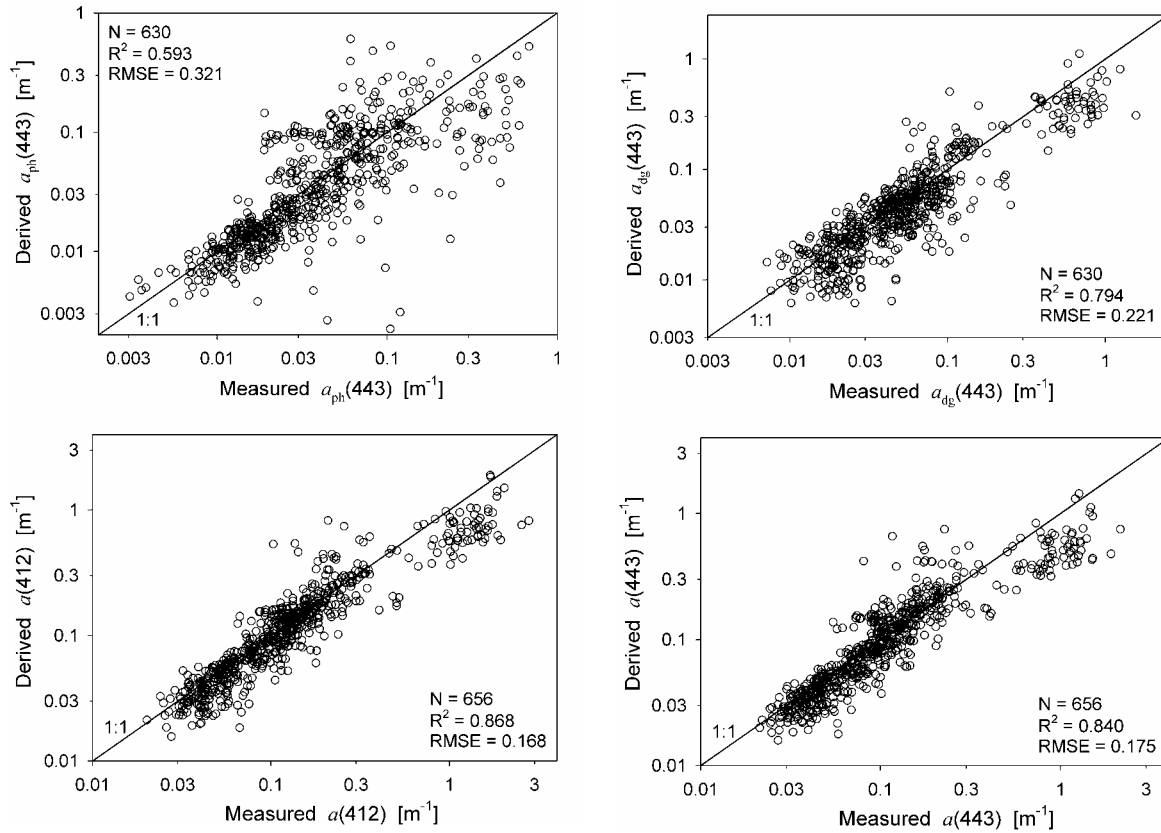 1
0.3
0.1
0.03
0.01
0.003
Derived aph(443) [m-1]
N = 630
R2 = 0.593
RMSE = 0.321
1:1
0.003 0.01 0.03 0.1 0.3 1
Measured aph(443) [m-1]
1
0.3
0.1
0.03
0.01
0.003
Derived adg(443) [m-1]
N = 630
R2 = 0.794
RMSE = 0.221
1:1
0.003 0.01 0.03 0.1 0.3 1
Measured adg(443) [m-1]
3
1
0.3
0.1
0.03
0.01
Derived a(412) [m-1]
N = 656
R2 = 0.868
RMSE = 0.168
1:1
0.01 0.03 0.1 0.3 1 3
Measured a(412) [m-1]
3
1
0.3
0.1
0.03
0.01
Derived a(443) [m-1]
N = 656
R2 = 0.840
RMSE = 0.175
1:1
0.01 0.03 0.1 0.3 1 3
Measured a(443) [m-1]